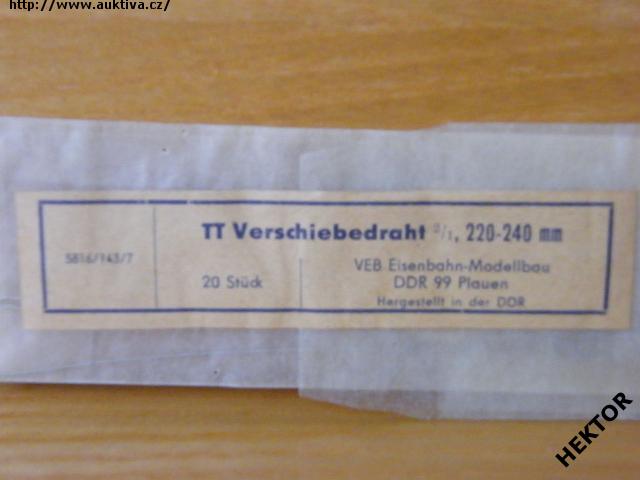 http://www.auktiva.cz/
TT Verschiebedraht ²/₁, 220-240 mm
5816/143/7
20 Stück
VEB Eisenbahn-Modellbau
DDR 99 Plauen
Hergestellt in der DDR
HEKTOR